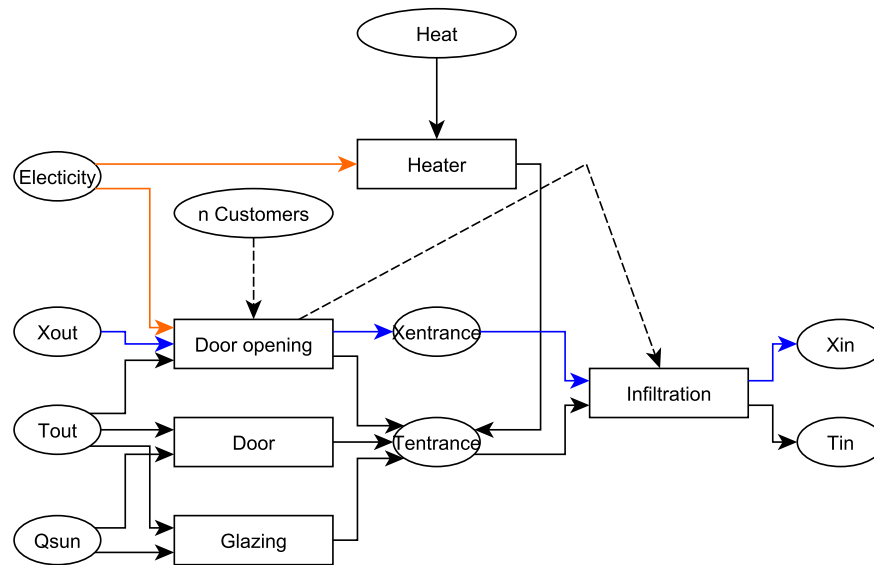 Heat
Heater
Electicity
n Customers
Xout
Door opening
Xentrance
Xin
Infiltration
Tout
Door
Tentrance
Tin
Qsun
Glazing